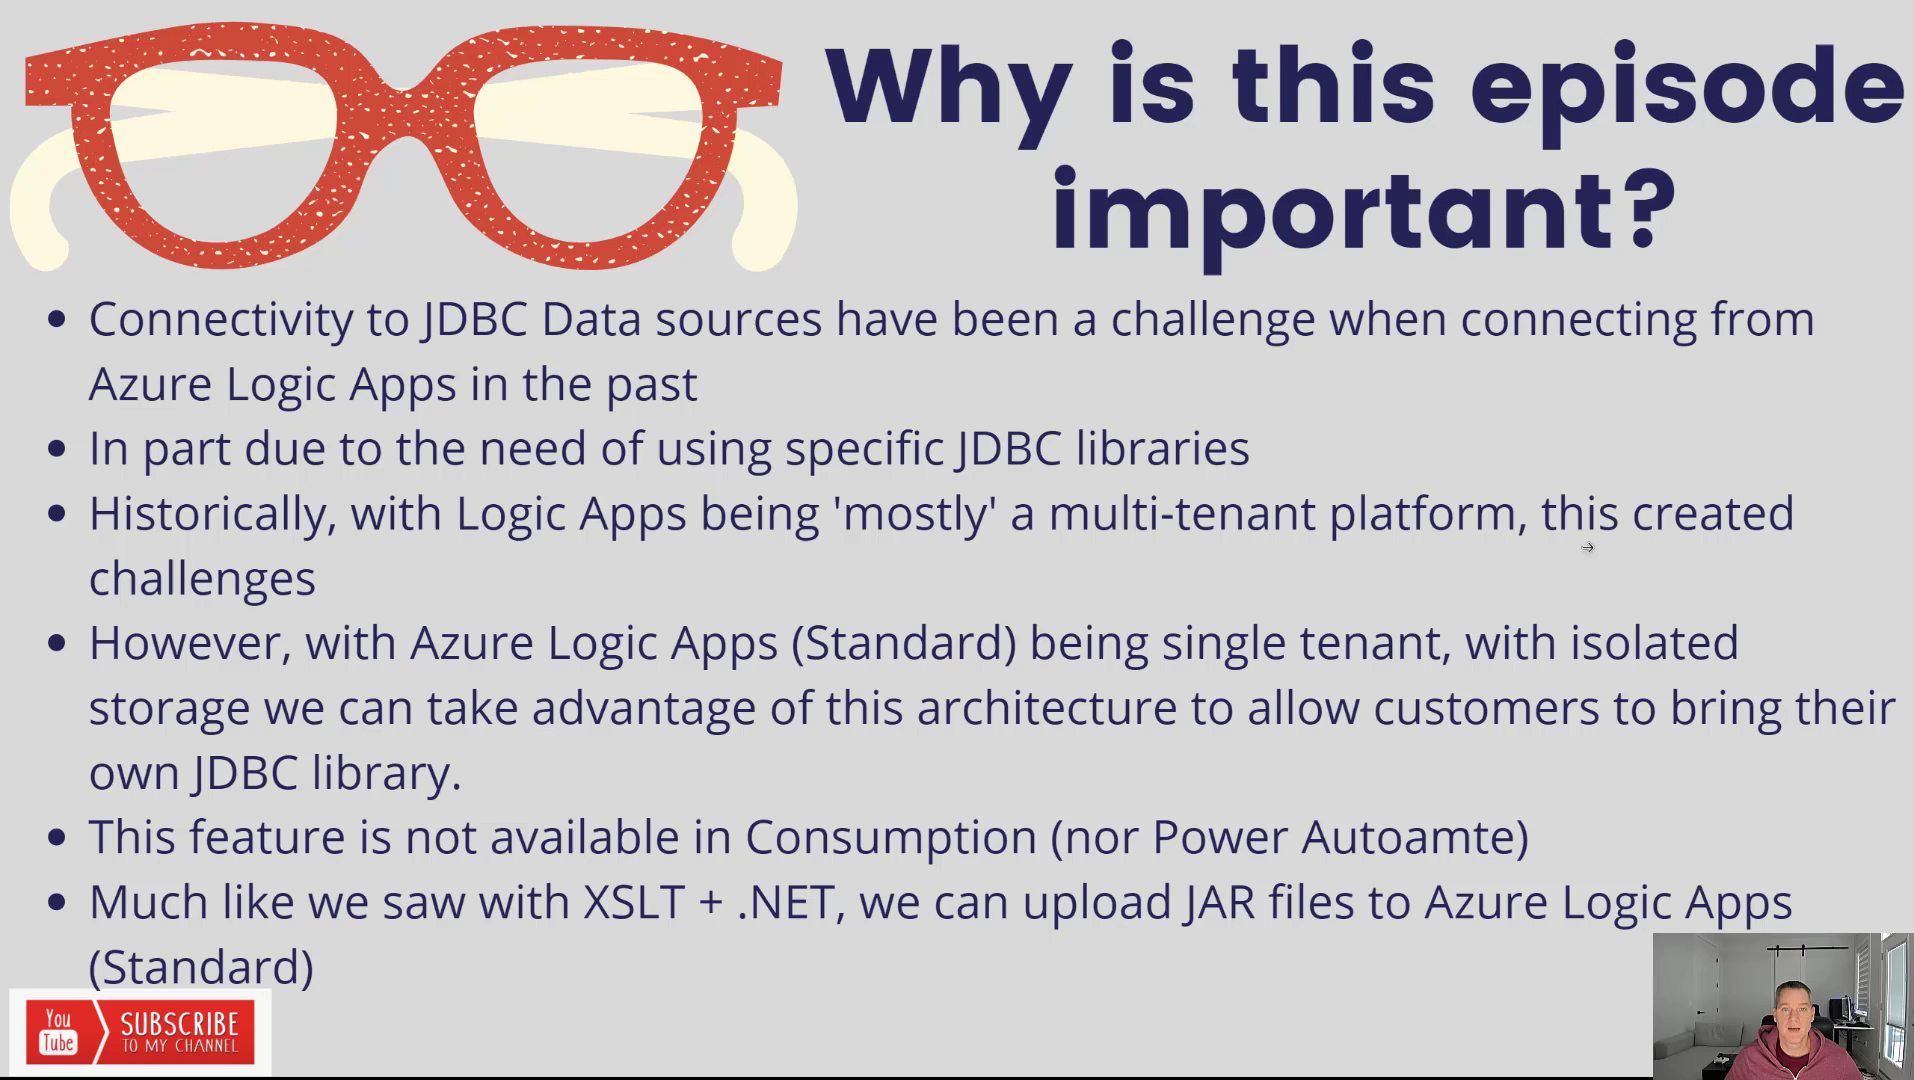 Why is this episode
important?
• Connectivity to JDBC Data sources have been a challenge when connecting from
Azure Logic Apps in the past
• In part due to the need of using specific JDBC libraries
• Historically, with Logic Apps being 'mostly' a multi-tenant platform, this created
challenges
• However, with Azure Logic Apps (Standard) being single tenant, with isolated
storage we can take advantage of this architecture to allow customers to bring their
own JDBC library.
• This feature is not available in Consumption (nor Power Autoamte)
• Much like we saw with XSLT + .NET, we can upload JAR files to Azure Logic Apps
(Standard)
You
Tube
SUBSCRIBE
TO MY CHANNEL